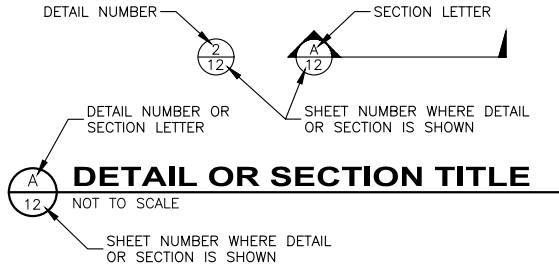 DETAIL NUMBER
SECTION LETTER
2
12
A
12
SHEET NUMBER WHERE DETAIL
OR SECTION IS SHOWN
DETAIL NUMBER OR
SECTION LETTER
A
12
DETAIL OR SECTION TITLE
NOT TO SCALE
SHEET NUMBER WHERE DETAIL
OR SECTION IS SHOWN